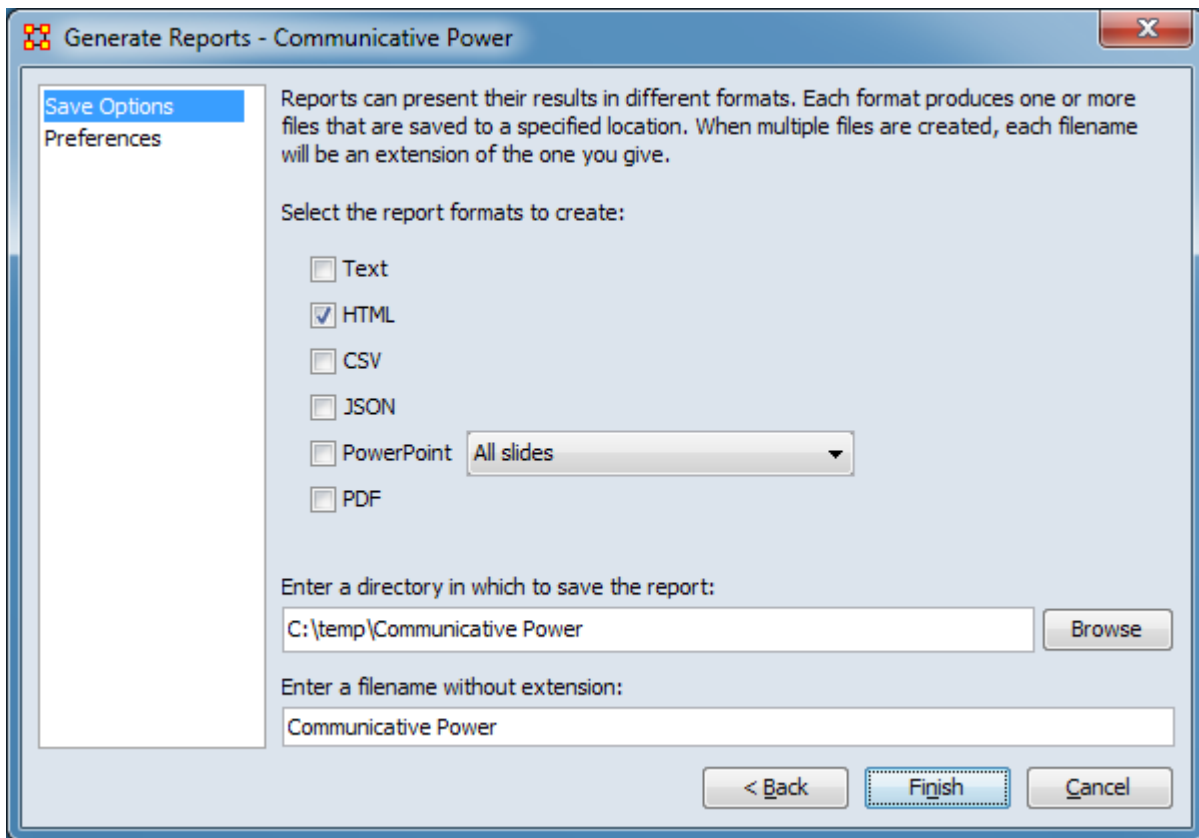 Generate Reports - Communicative Power
x
Save Options
Preferences
Reports can present their results in different formats. Each format produces one or more
files that are saved to a specified location. When multiple files are created, each filename
will be an extension of the one you give.
Select the report formats to create:
Text
HTML
CSV
JSON
PowerPoint All slides
PDF
Enter a directory in which to save the report:
C:\temp\Communicative Power Browse
Enter a filename without extension:
Communicative Power
< Back Finish Cancel